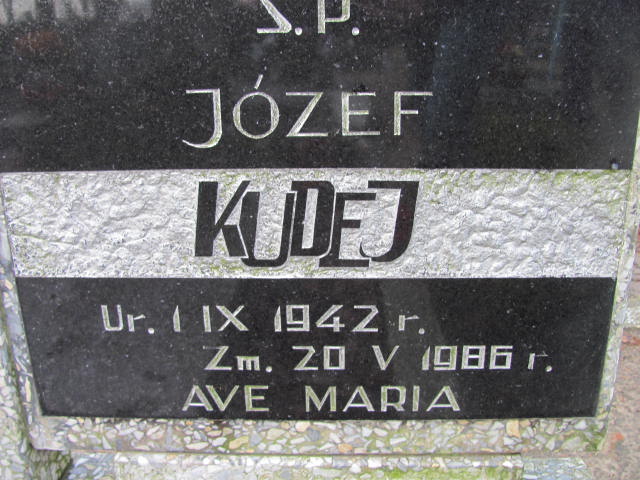 Ś.P.
JÓZEF
KUDEJ
Ur. 1 IX 1942 r.
Zm. 20 V 1986 r.
AVE MARIA